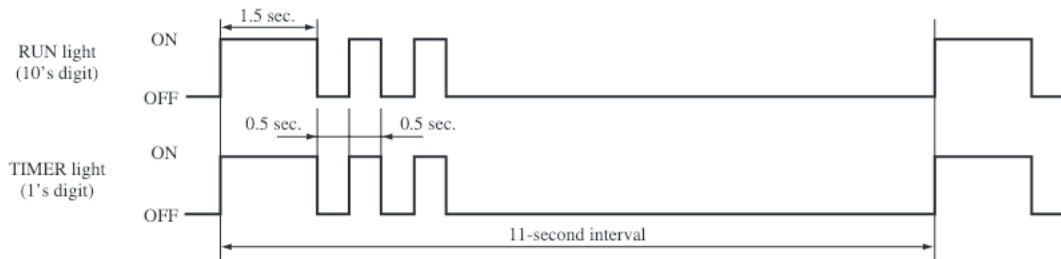 1.5 sec.
RUN light
(10's digit)
ON
OFF
0.5 sec.
0.5 sec.
TIMER light
(1's digit)
ON
OFF
11-second interval